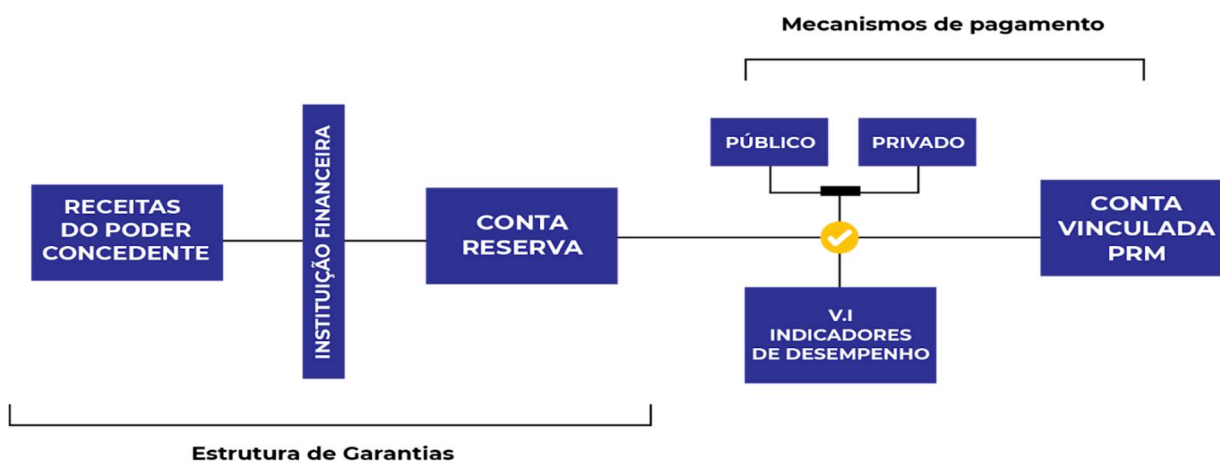 Mecanismos de pagamento
PÚBLICO
PRIVADO
RECEITAS
DO PODER
CONCEDENTE
INSTITUIÇÃO FINANCEIRA
CONTA
RESERVA
CONTA
VINCULADA
PRM
V.I
INDICADORES
DE DESEMPENHO
Estrutura de Garantias